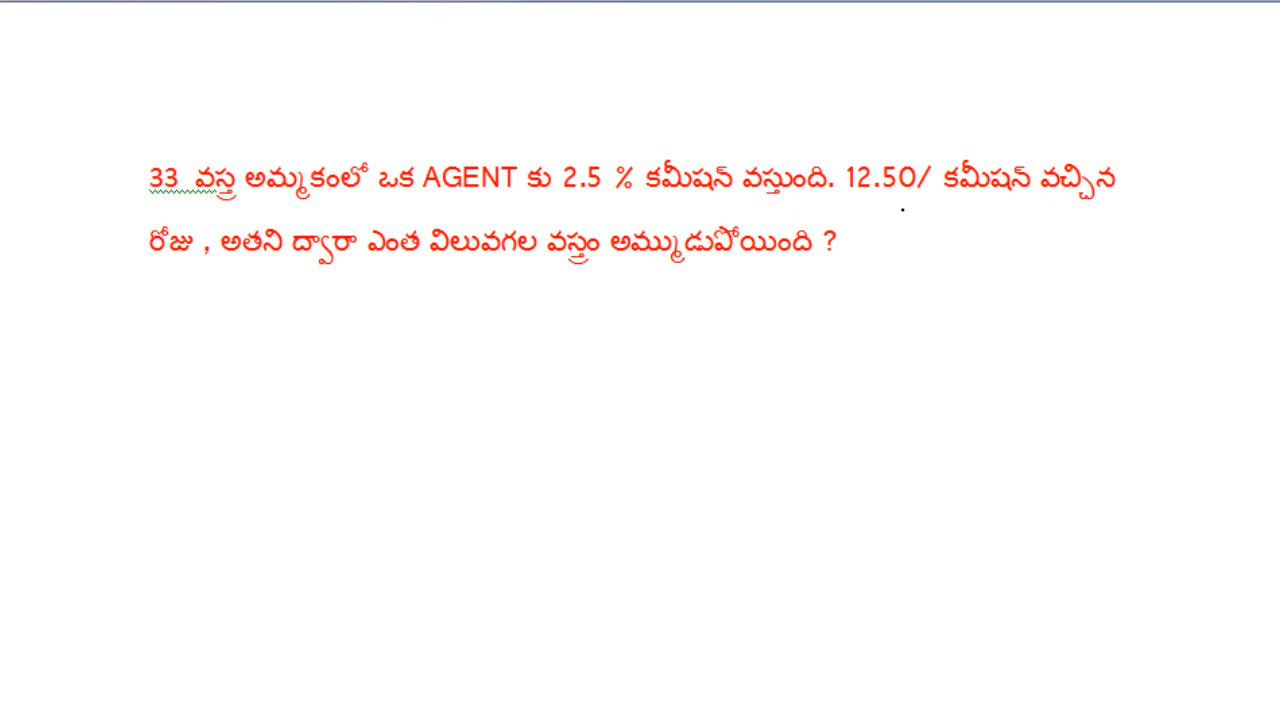 33 వస్త్ర అమ్మకంలో ఒక AGENT కు 2.5 % కమీషన్ వస్తుంది. 12.50/ కమీషన్ వచ్చిన
రోజు , అతని ద్వారా ఎంత విలువగల వస్త్రం అమ్ముడుపోయింది ?